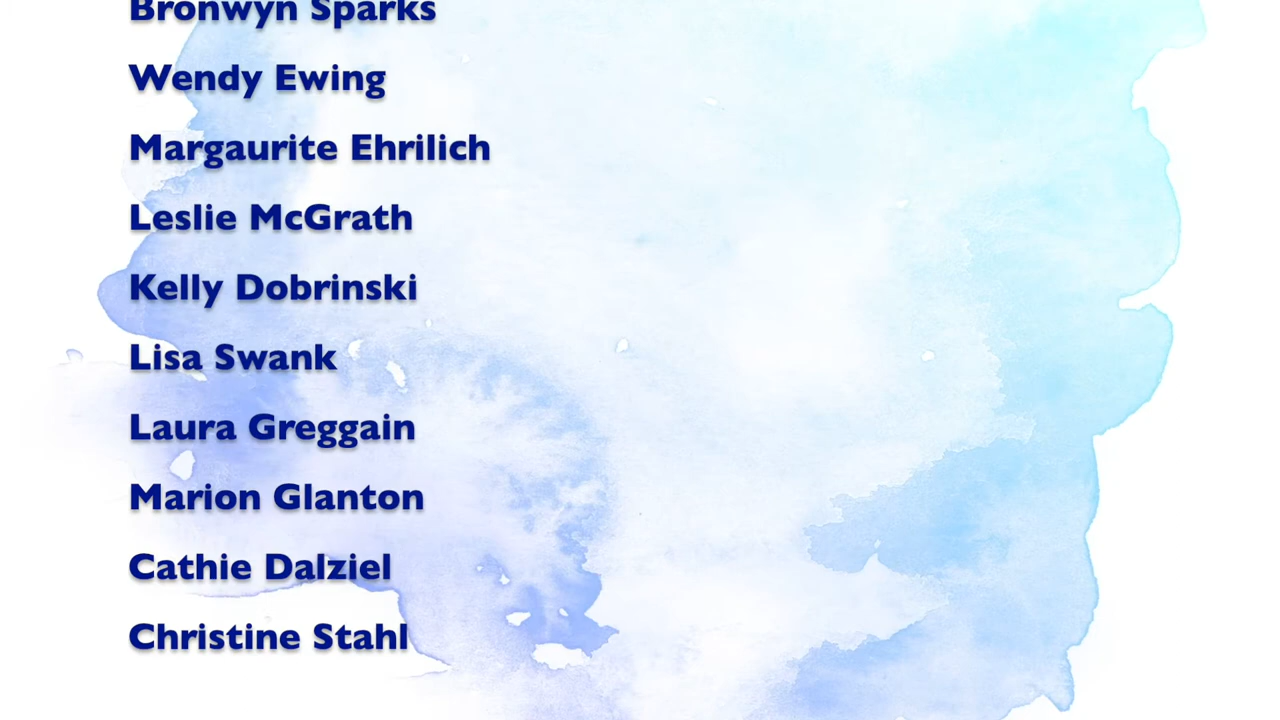 Bronwyn Sparks
Wendy Ewing
Margaurite Ehrilich
Leslie McGrath
Kelly Dobrinski
Lisa Swank
Laura Greggain
Marion Glanton
Cathie Dalziel
Christine Stahl